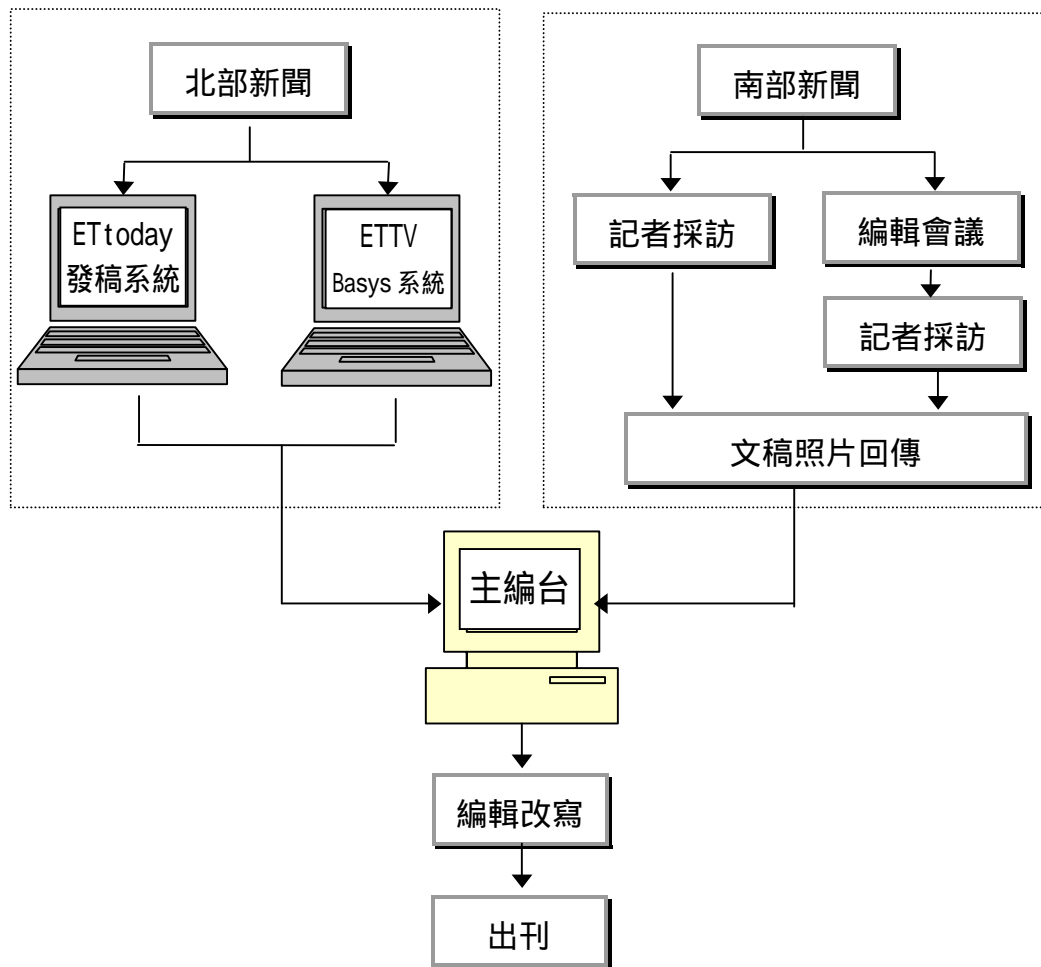 北部新聞
ETtoday
發稿系統
ETTV
Basys 系統
南部新聞
記者採訪
編輯會議
記者採訪
文稿照片回傳
主編台
編輯改寫
出刊